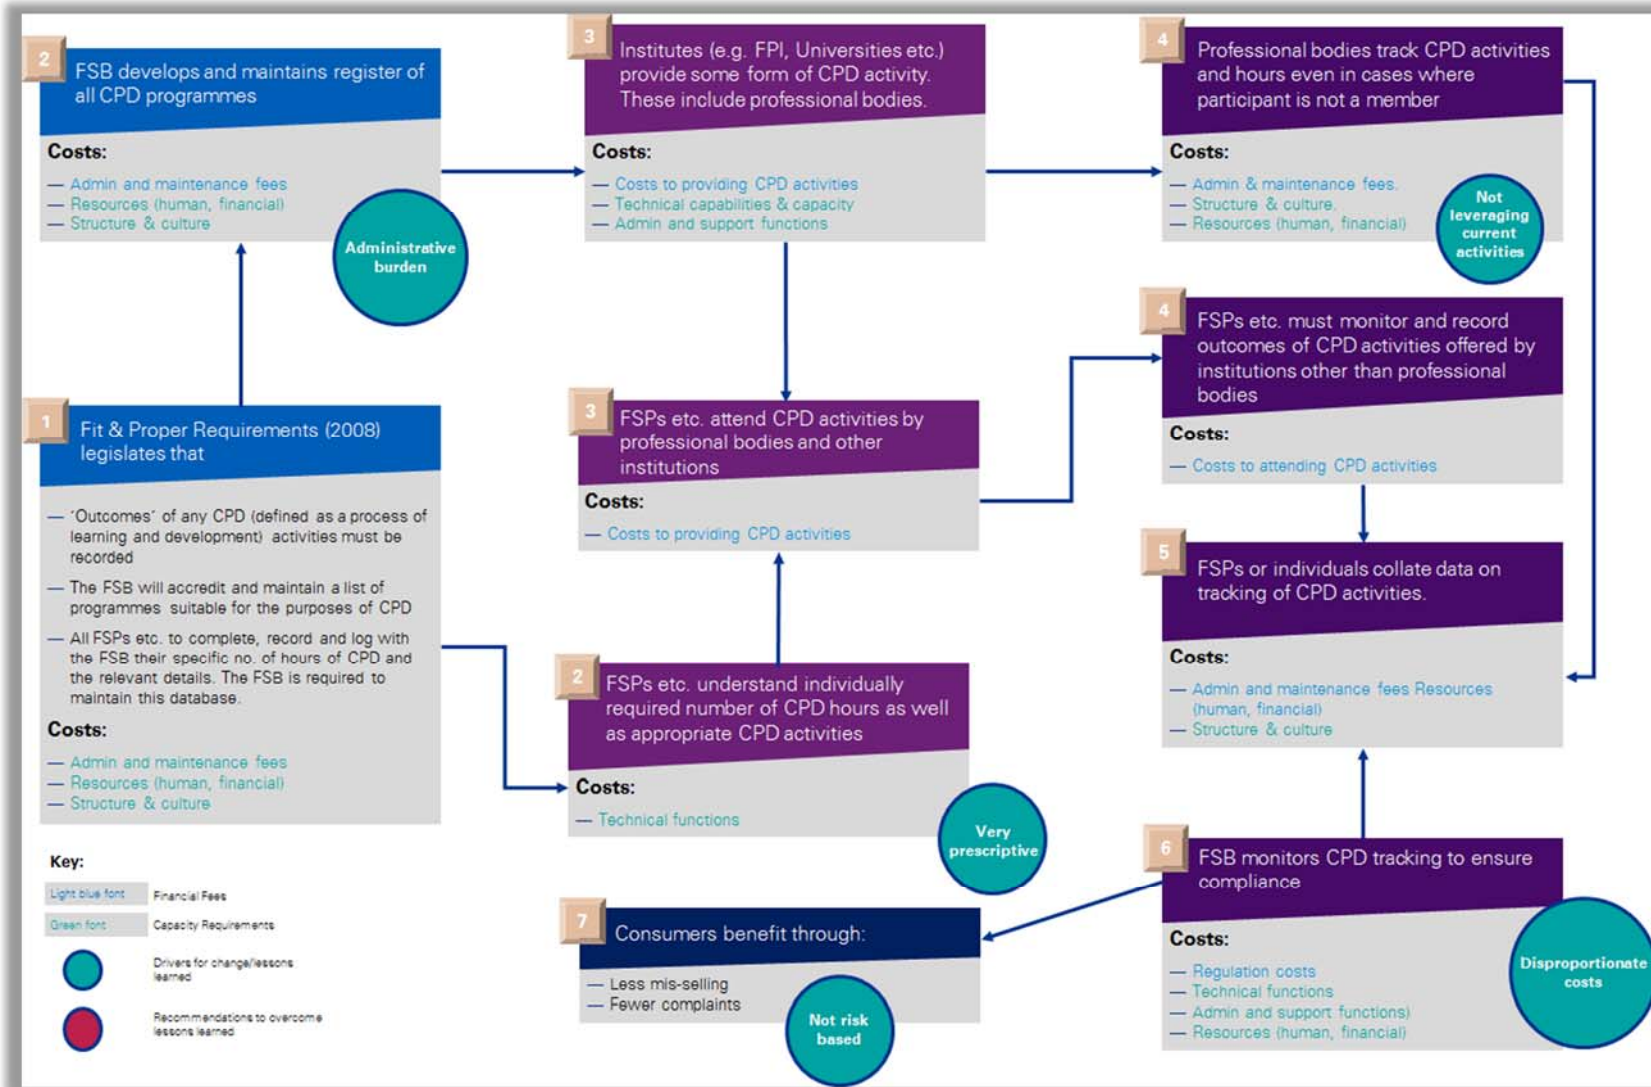 2
FSB develops and maintains register of
all CPD programmes
Costs:
— Admin and maintenance fees
— Resources (human, financial)
— Structure & culture
Administrative
burden
3
Institutes (e.g. FPI, Universities etc.)
provide some form of CPD activity.
These include professional bodies.
Costs:
— Costs to providing CPD activities
— Technical capabilities & capacity
— Admin and support functions
4
Professional bodies track CPD activities
and hours even in cases where
participant is not a member
Costs:
— Admin & maintenance fees.
— Structure & culture.
— Resources (human, financial)
Not
leveraging
current
activities
1
Fit & Proper Requirements (2008)
legislates that
— 'Outcomes' of any CPD (defined as a process of
learning and development) activities must be
recorded
— The FSB will accredit and maintain a list of
programmes suitable for the purposes of CPD
— All FSPs etc. to complete, record and log with
the FSB their specific no. of hours of CPD and
the relevant details. The FSB is required to
maintain this database.
Costs:
— Admin and maintenance fees
— Resources (human, financial)
— Structure & culture
3
FSPs etc. attend CPD activities by
professional bodies and other
institutions
Costs:
— Costs to providing CPD activities
4
FSPs etc. must monitor and record
outcomes of CPD activities offered by
institutions other than professional
bodies
Costs:
— Costs to attending CPD activities
2
FSPs etc. understand individually
required number of CPD hours as well
as appropriate CPD activities
Costs:
— Technical functions
Very
prescriptive
5
FSPs or individuals collate data on
tracking of CPD activities.
Costs:
— Admin and maintenance fees Resources
(human, financial)
— Structure & culture
6
FSB monitors CPD tracking to ensure
compliance
Costs:
— Regulation costs
— Technical functions
— Admin and support functions)
— Resources (human, financial)
Disproportionate
costs
7
Consumers benefit through:
— Less mis-selling
— Fewer complaints
Not risk
based
Key:
Light blue font Financial Fees
Green font Capacity Requirements
Drivers for change/lessons
learned
Recommendations to overcome
lessons learned